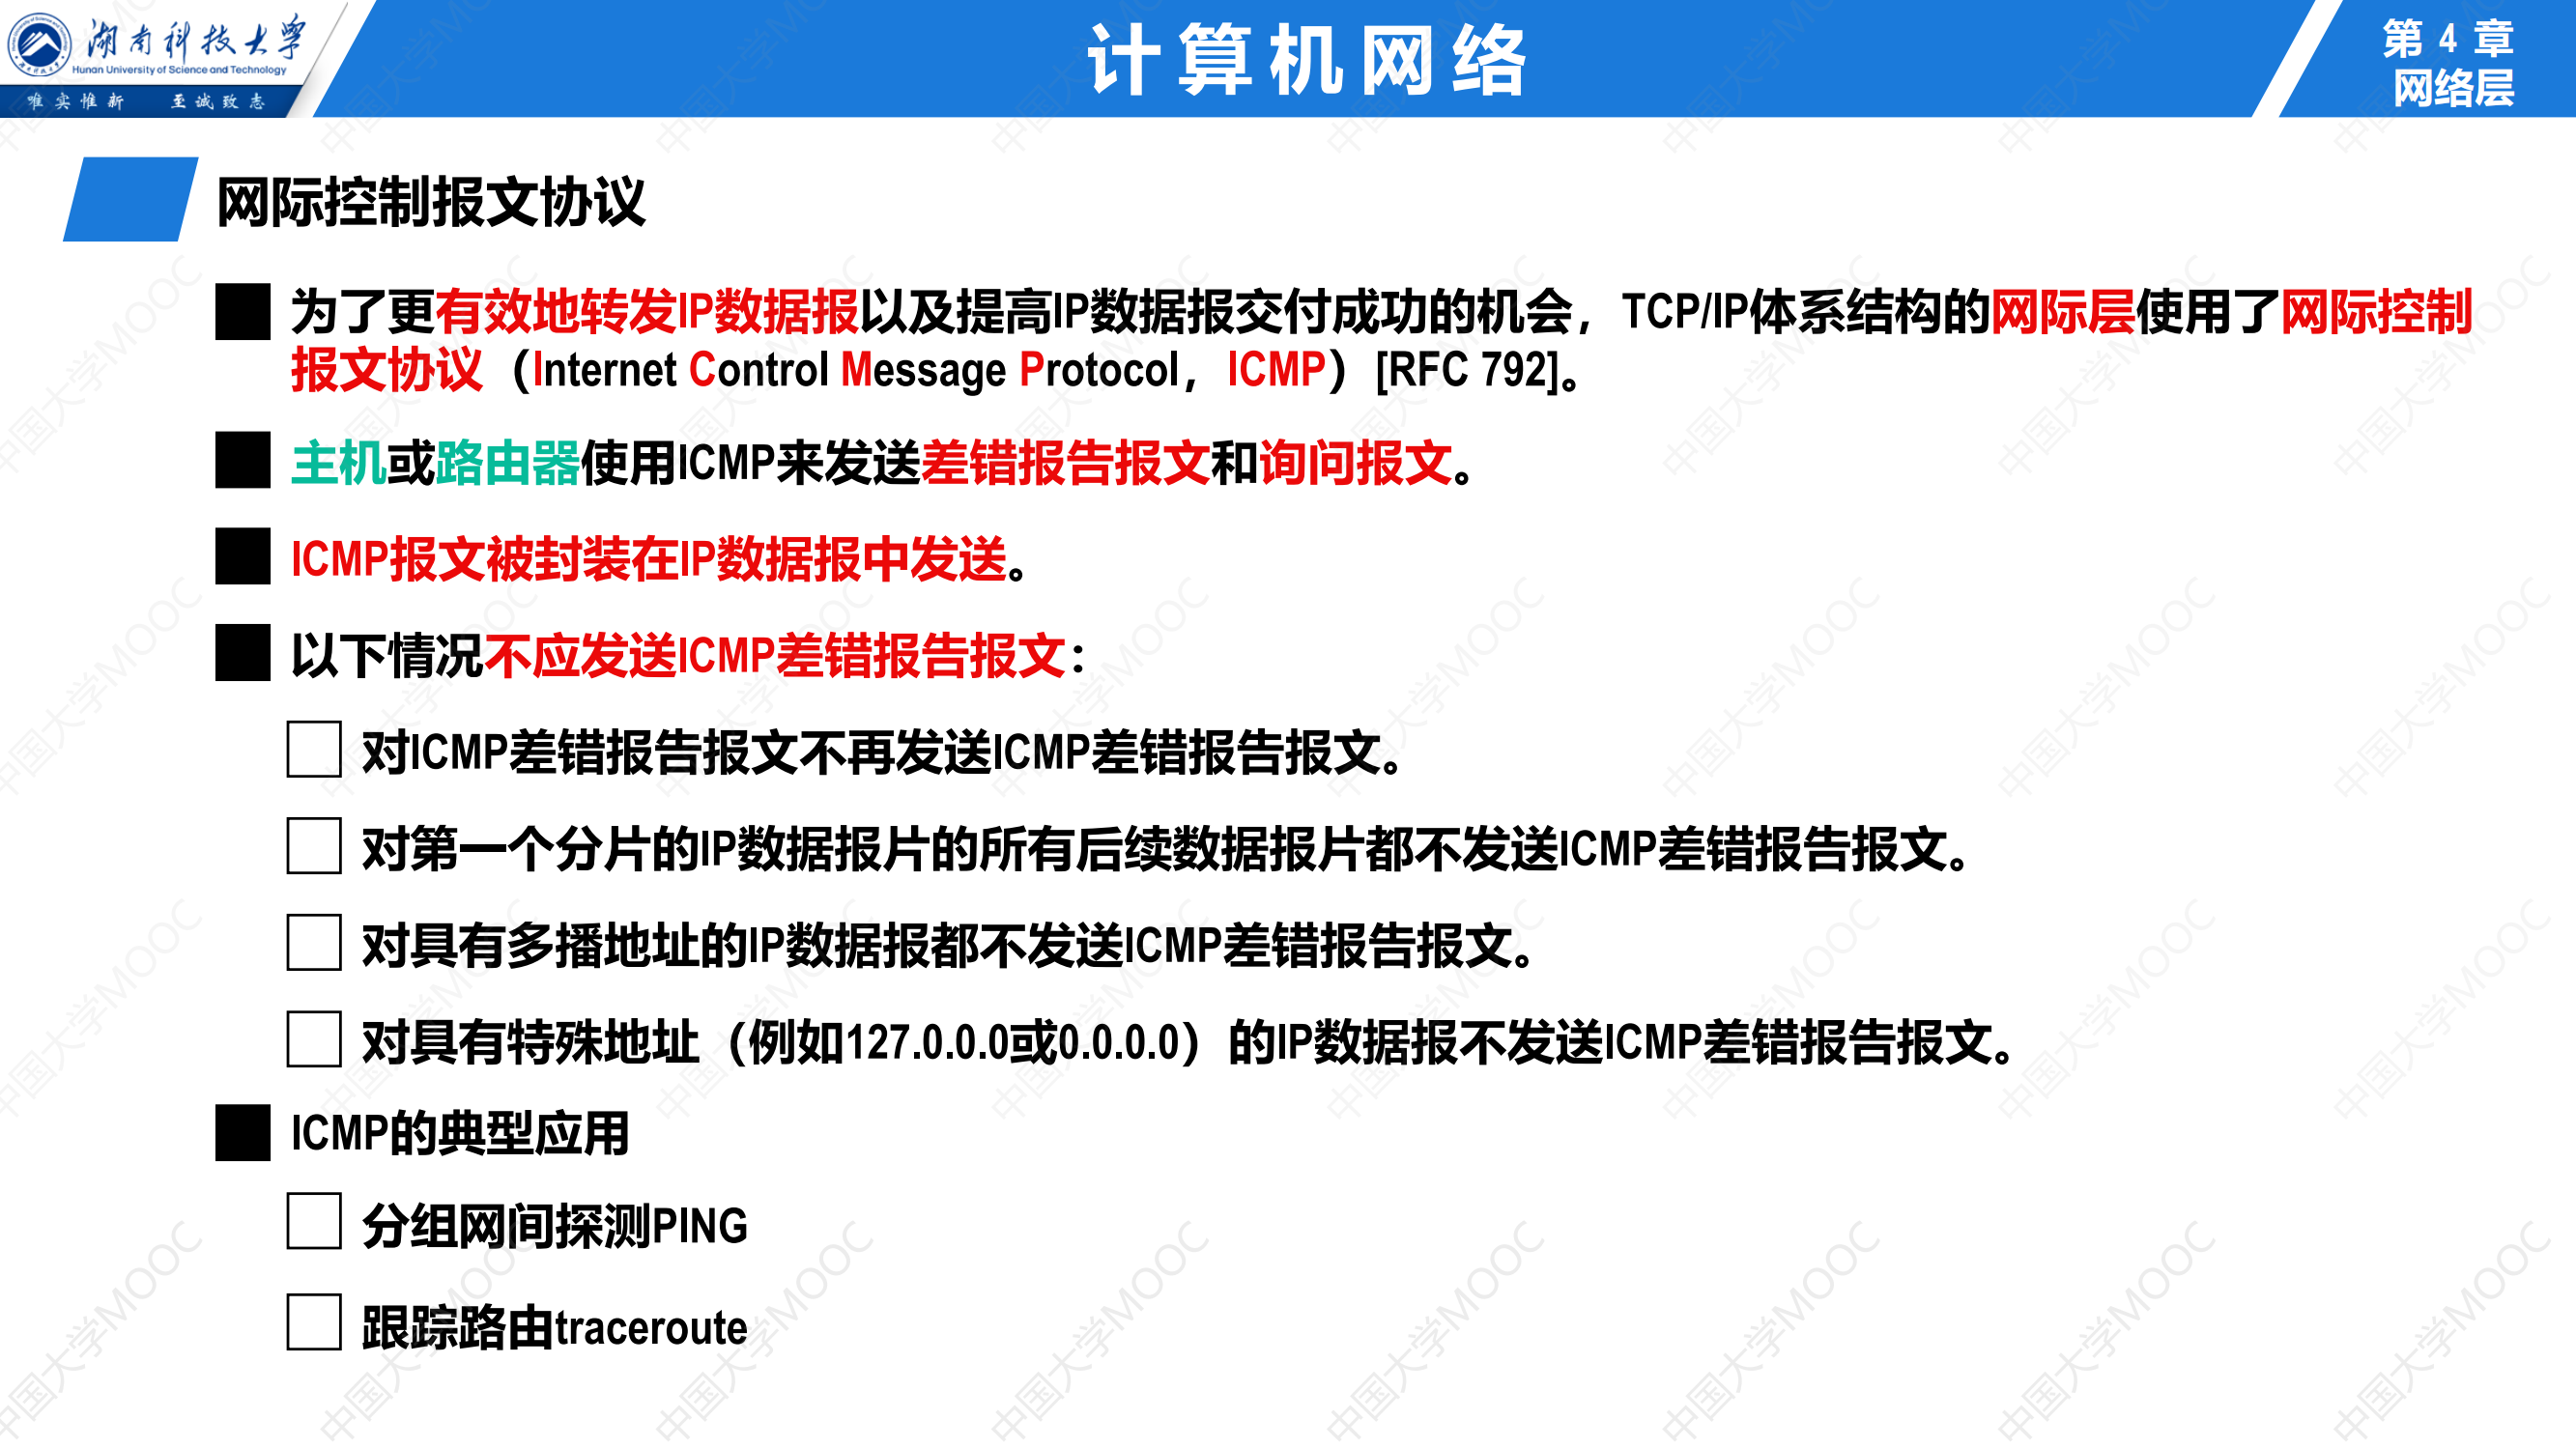 湖南科技大学
Hunan University of Science and Technology
唯实惟新 至诚致志
计算机网络
第 4 章
网络层
网际控制报文协议
为了更有效地转发IP数据报以及提高IP数据报交付成功的机会，TCP/IP体系结构的网际层使用了网际控制
报文协议（Internet Control Message Protocol，ICMP）[RFC 792]。
主机或路由器使用ICMP来发送差错报告报文和询问报文。
ICMP报文被封装在IP数据报中发送。
以下情况不应发送ICMP差错报告报文：
对ICMP差错报告报文不再发送ICMP差错报告报文。
对第一个分片的IP数据报片的所有后续数据报片都不发送ICMP差错报告报文。
对具有多播地址的IP数据报都不发送ICMP差错报告报文。
对具有特殊地址（例如127.0.0.0或0.0.0.0）的IP数据报不发送ICMP差错报告报文。
ICMP的典型应用
分组网间探测PING
跟踪路由traceroute
中国大学MOOC